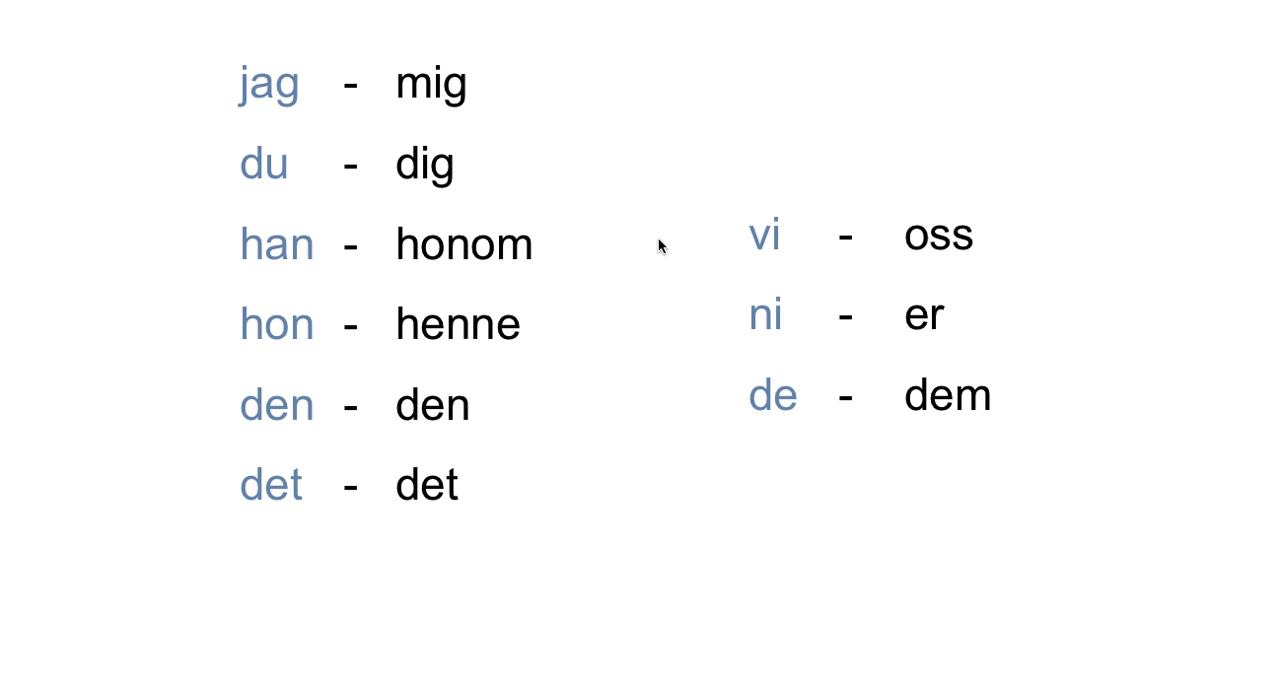 jag - mig
du - dig
han - honom
hon - henne
den - den
det - det
vi - oss
ni - er
de - dem